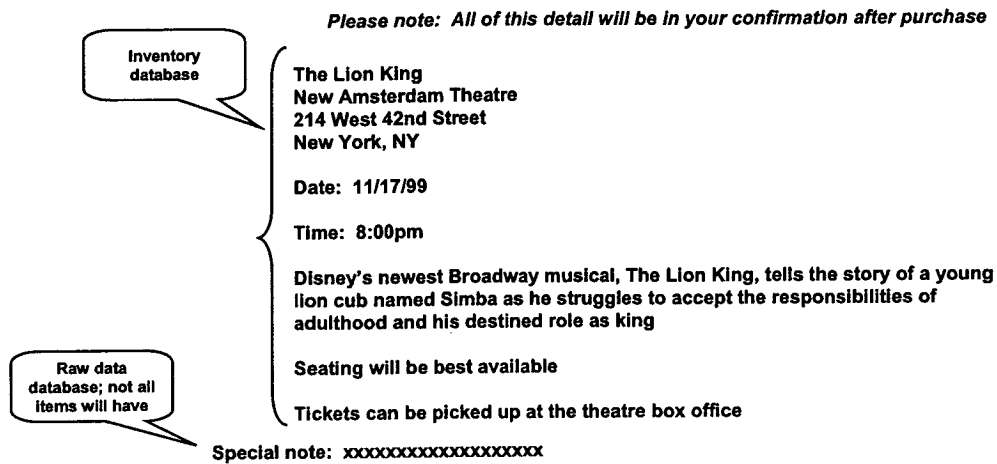 Please note: All of this detail will be in your confirmation after purchase
Inventory
database
The Lion King
New Amsterdam Theatre
214 West 42nd Street
New York, NY
Date: 11/17/99
Time: 8:00pm
Disney's newest Broadway musical, The Lion King, tells the story of a young
lion cub named Simba as he struggles to accept the responsibilities of
adulthood and his destined role as king
Seating will be best available
Raw data
database; not all
items will have
Tickets can be picked up at the theatre box office
Special note: xxxxxxxxxxxxxxxxxxx